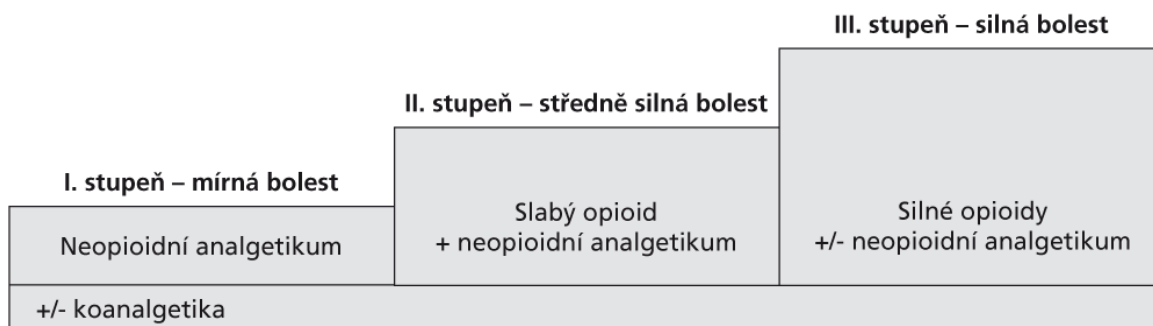 III. stupeň – silná bolest
II. stupeň – středně silná bolest
I. stupeň – mírná bolest
Neopioidní analgetikum
Slabý opioid
+ neopioidní analgetikum
Silné opioidy
+/- neopioidní analgetikum
+/- koanalgetika